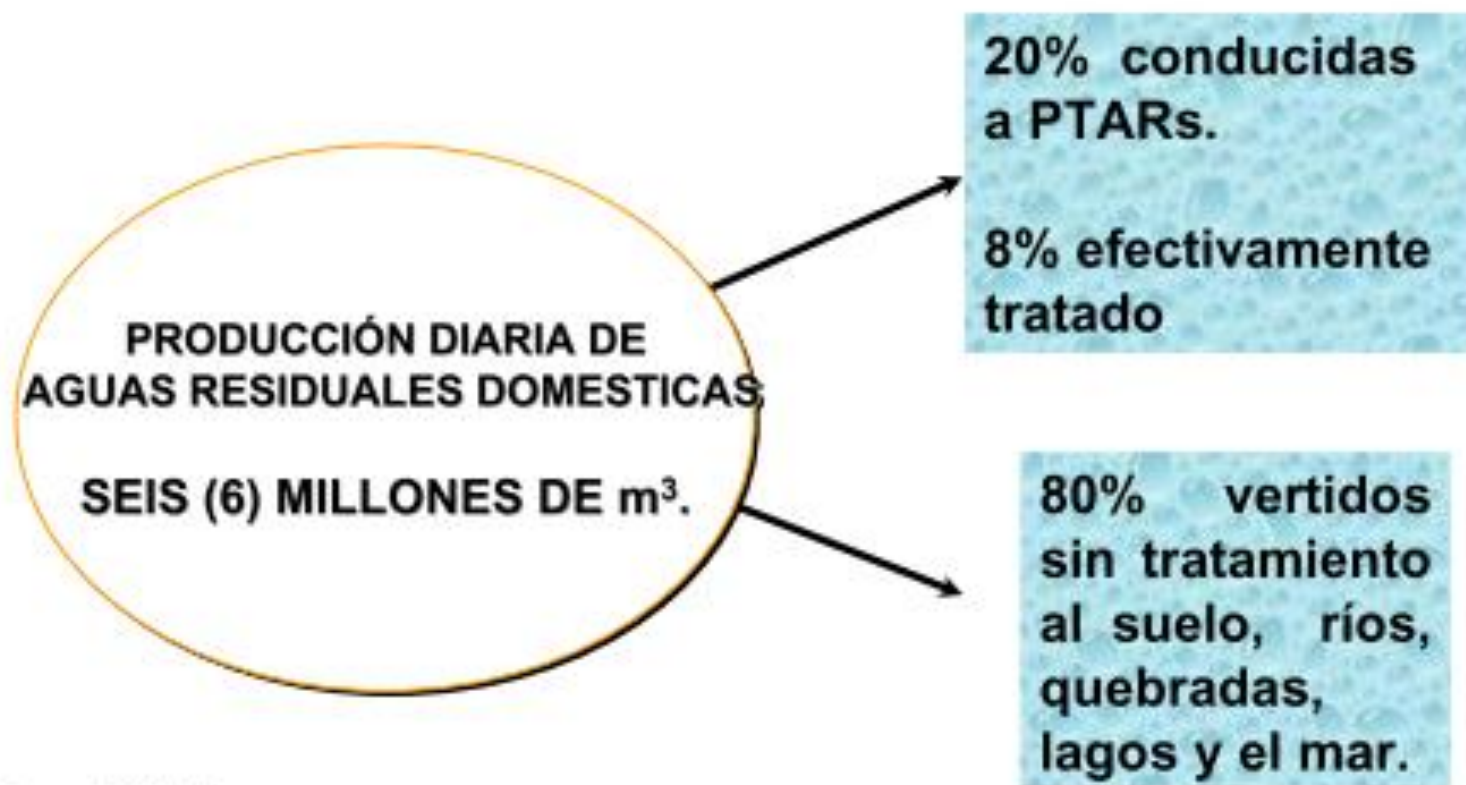 PRODUCCIÓN DIARIA DE
AGUAS RESIDUALES DOMESTICAS,
SEIS (6) MILLONES DE m³.
20% conducidas
a PTARs.
8% efectivamente
tratado
80% vertidos
sin tratamiento
al suelo, ríos,
quebradas,
lagos y el mar.